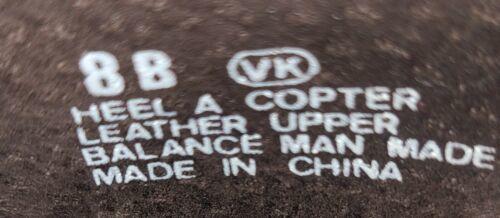 8B VK
HEEL A COPTER
LEATHER UPPER
BALANCE MAN MADE
MADE IN CHINA